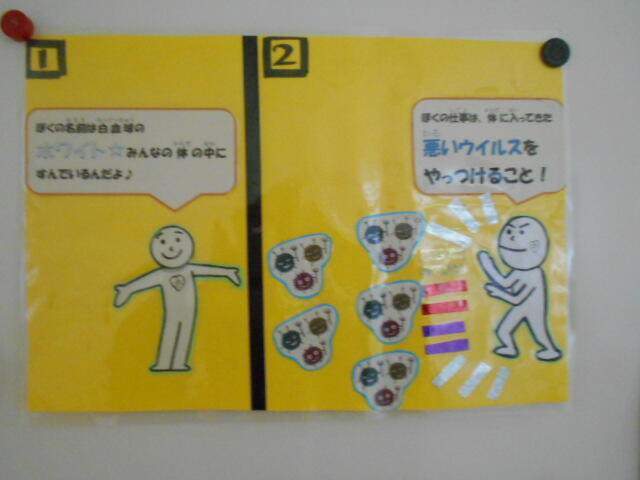 1
ぼくの名前は白血球の
ホワイト☆みんなの体の中に
すんでいるんだよ♪
2
ぼくの仕事は、体に入ってきた
悪いウイルスを
やっつけること！